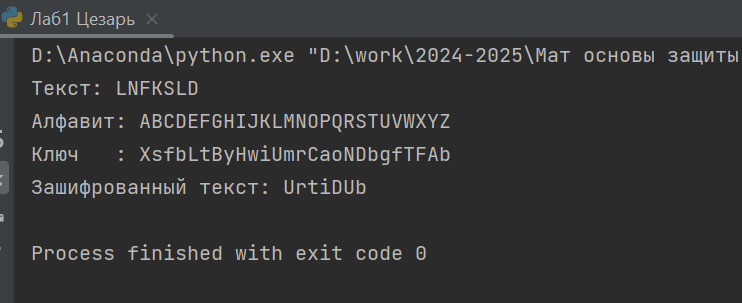 Лаб1 Цезарь
D:\Anaconda\python.exe "D:\work\2024-2025\Мат основы защиты
Текст: LNFKSLD
Алфавит: ABCDEFGHIJKLMNOPQRSTUVWXYZ
Ключ   : XsfbLtByHwiUmrCaoNDbgfTFAb
Зашифрованный текст: UrtiDUb
Process finished with exit code 0